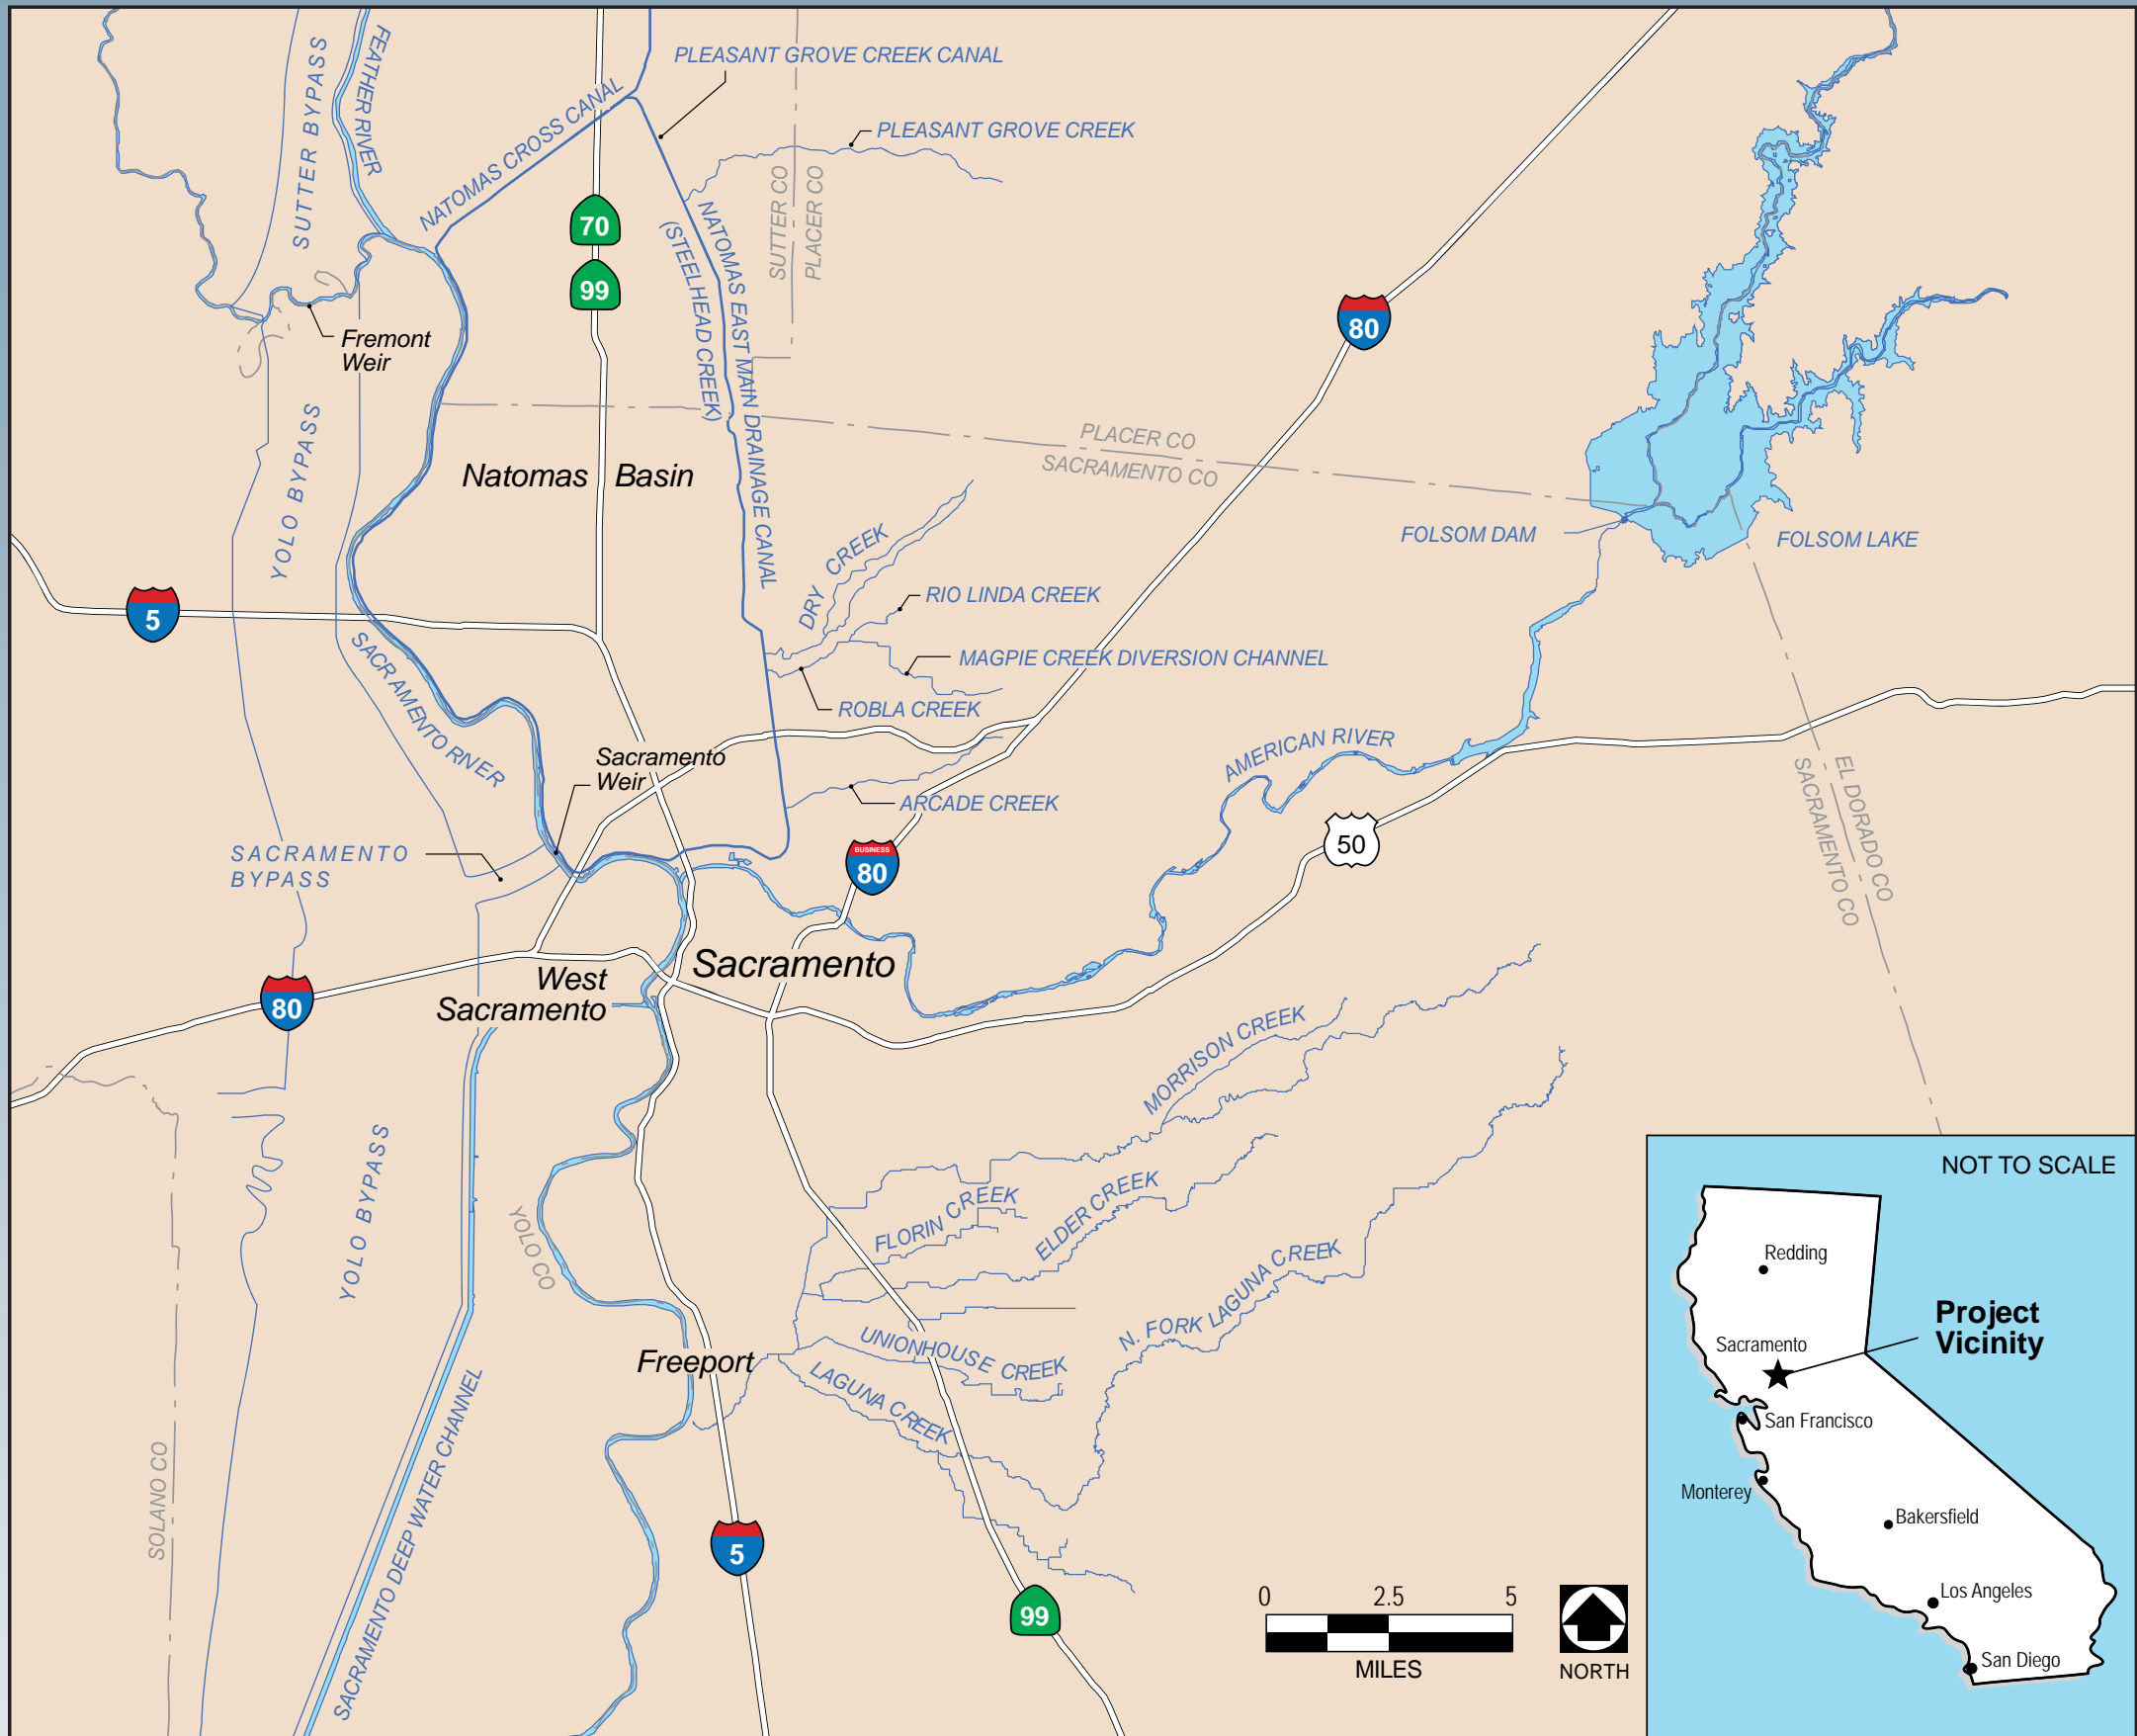 PLEASANT GROVE CREEK CANAL
FEATHER RIVER
SUTTER BYPASS
NATOMAS CROSS CANAL
PLEASANT GROVE CREEK
SUTTER CO
PLACER CO
70
99
NATOMAS EAST MAIN DRAINAGE CANAL
(STEELHEAD CREEK)
80
Fremont
Weir
YOLO BYPASS
PLACER CO
SACRAMENTO CO
Natomas Basin
FOLSOM DAM
FOLSOM LAKE
DRY CREEK
RIO LINDA CREEK
5
MAGPIE CREEK DIVERSION CHANNEL
SACRAMENTO RIVER
ROBLA CREEK
AMERICAN RIVER
Sacramento
Weir
ARCADE CREEK
EL DORADO CO
SACRAMENTO CO
50
SACRAMENTO
BYPASS
BUSINESS
80
Sacramento
West
Sacramento
80
MORRISON CREEK
YOLO BYPASS
YOLO CO
FLORIN CREEK
ELDER CREEK
N. FORK LAGUNA CREEK
UNIONHOUSE CREEK
Freeport
LAGUNA CREEK
SOLANO CO
SACRAMENTO DEEP WATER CHANNEL
5
99
0 2.5 5
MILES
NORTH
NOT TO SCALE
Redding
Project
Vicinity
Sacramento
San Francisco
Monterey
Bakersfield
Los Angeles
San Diego